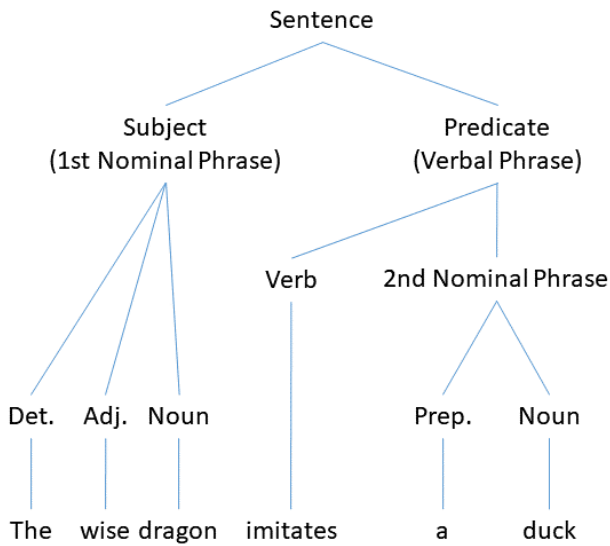 Sentence
Subject
(1st Nominal Phrase)
Predicate
(Verbal Phrase)
Verb
2nd Nominal Phrase
Det. Adj. Noun Prep. Noun
The wise dragon imitates a duck